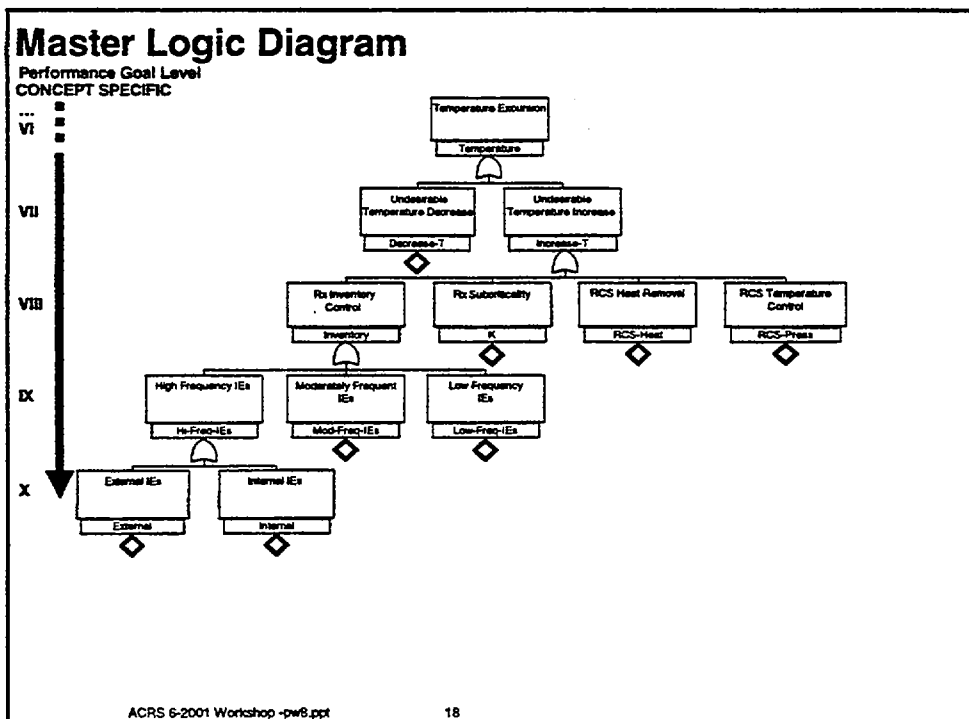 Master Logic Diagram
Performance Goal Level
CONCEPT SPECIFIC
...
VI
Temperature Excursion
Temperature
VII
Undesirable
Temperature Decrease
Decrease-T
Undesirable
Temperature Increase
Increase-T
VIII
Rx Inventory
Control
Inventory
Rx Subcriticality
K
RCS Heat Removal
RCS-Heat
RCS Temperature
Control
RCS-Press
IX
High Frequency IEs
Hi-Freq-IEs
Moderately Frequent
IEs
Mod-Freq-IEs
Low Frequency
IEs
Low-Freq-IEs
X
External IEs
External
Internal IEs
Internal
ACRS 6-2001 Workshop -pw8.ppt
18